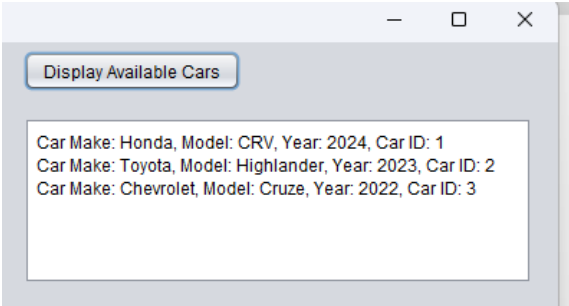 Display Available Cars
Car Make: Honda, Model: CRV, Year: 2024, Car ID: 1
Car Make: Toyota, Model: Highlander, Year: 2023, Car ID: 2
Car Make: Chevrolet, Model: Cruze, Year: 2022, Car ID: 3